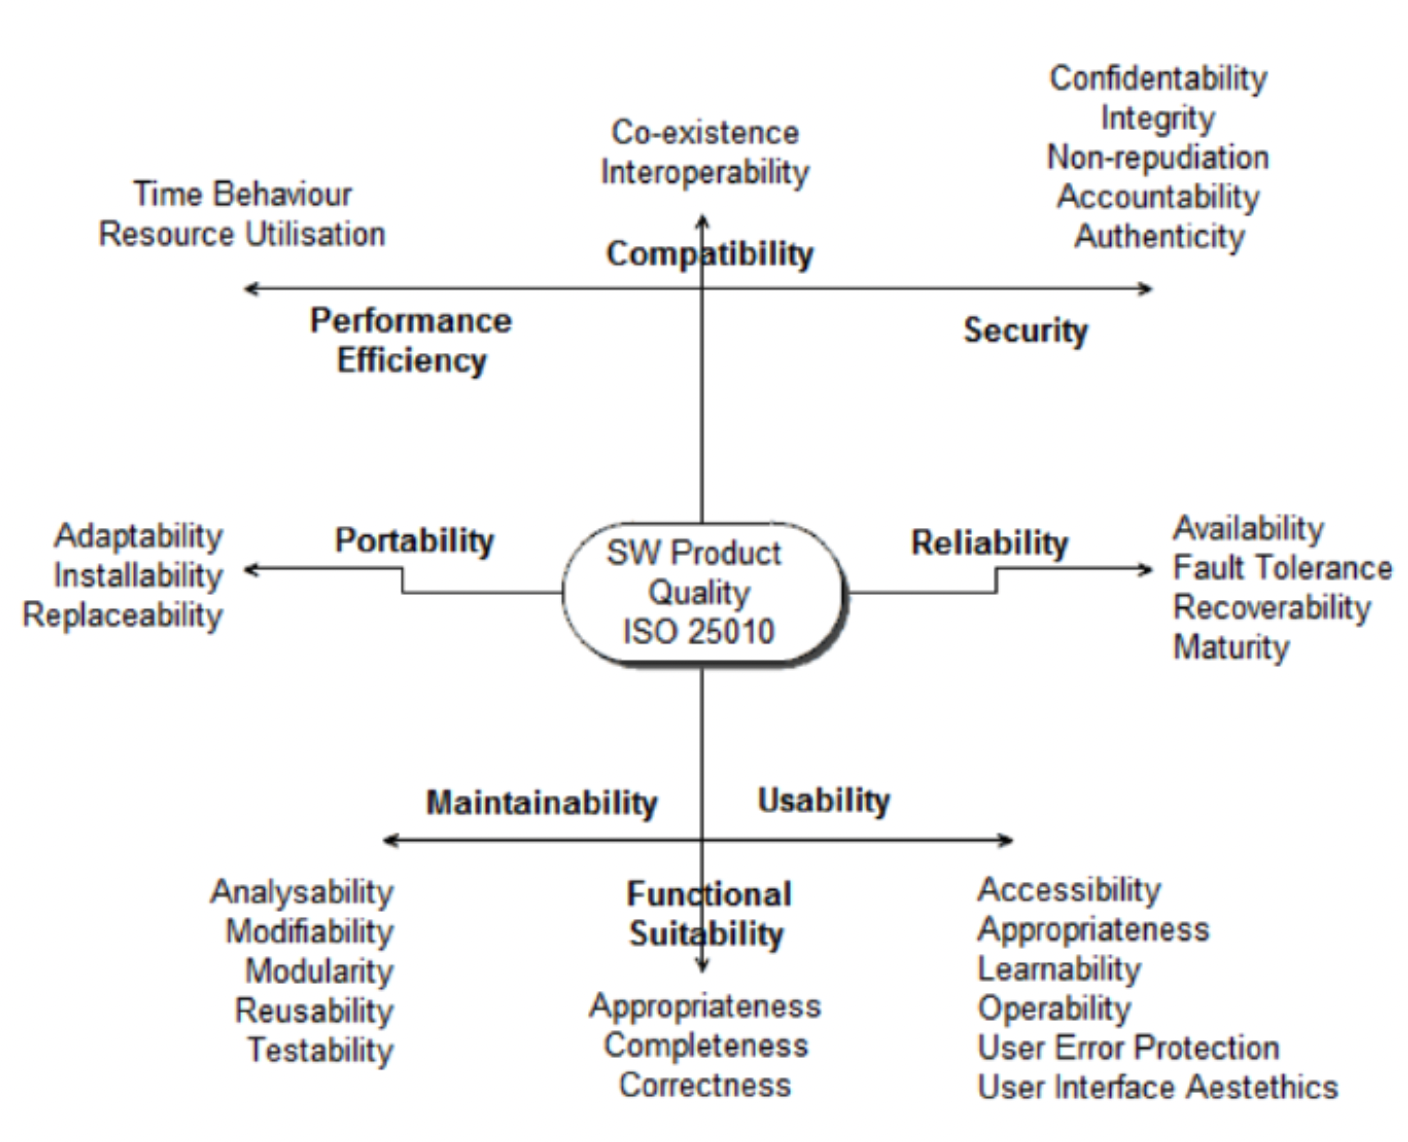 Confidentability
Integrity
Non-repudiation
Accountability
Authenticity
Co-existence
Interoperability
Time Behaviour
Resource Utilisation
Compatibility
Performance
Efficiency
Security
Adaptability
Installability
Replaceability
Portability
SW Product
Quality
ISO 25010
Reliability
Availability
Fault Tolerance
Recoverability
Maturity
Maintainability
Usability
Analysability
Modifiability
Modularity
Reusability
Testability
Functional
Suitability
Appropriateness
Completeness
Correctness
Accessibility
Appropriateness
Learnability
Operability
User Error Protection
User Interface Aestethics